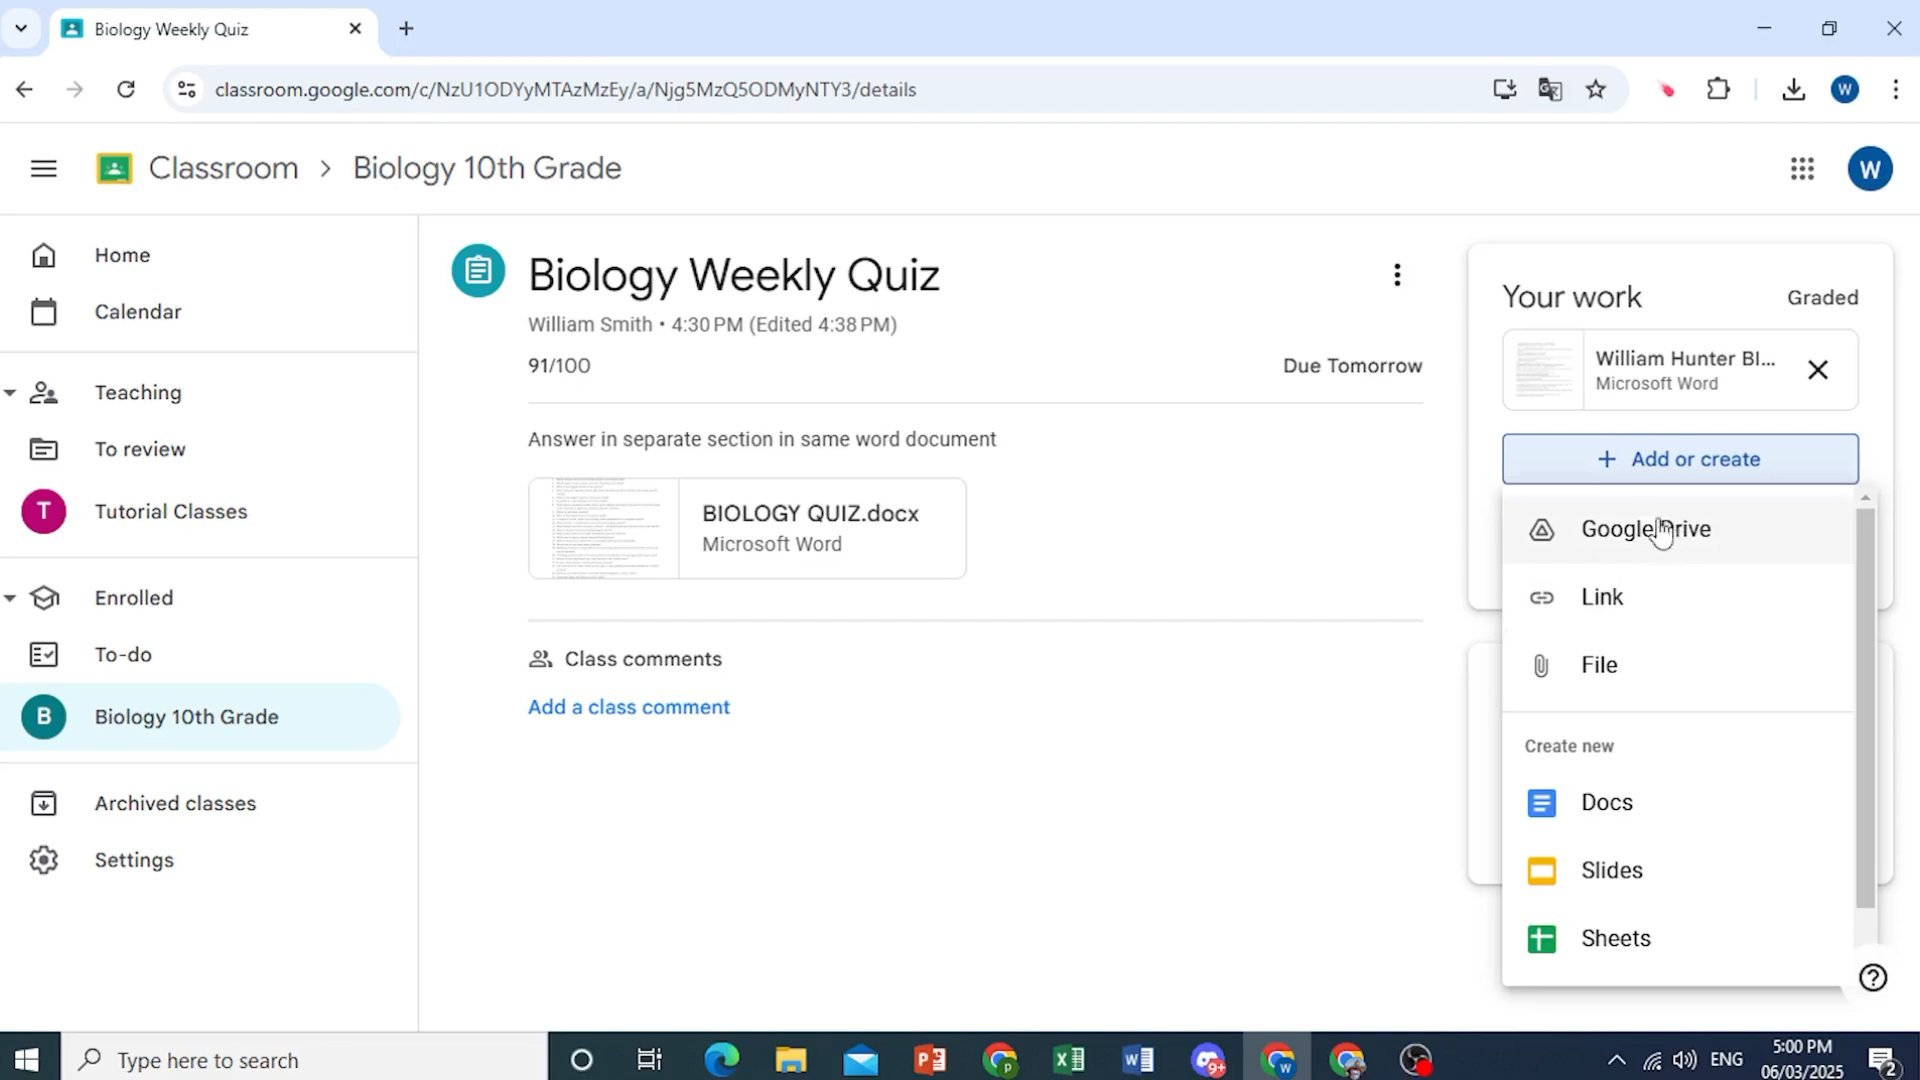 Biology Weekly Quiz
classroom.google.com/c/NzU1ODYyMTAzMzEy/a/Njg5MzQ5ODMyNTY3/details
W
Classroom > Biology 10th Grade
W
Home
Calendar
Teaching
To review
T Tutorial Classes
Enrolled
To-do
B Biology 10th Grade
Archived classes
Settings
Biology Weekly Quiz
William Smith • 4:30 PM (Edited 4:38 PM)
91/100 Due Tomorrow
Answer in separate section in same word document
BIOLOGY QUIZ.docx
Microsoft Word
Class comments
Add a class comment
Your work Graded
William Hunter BI...
Microsoft Word
+ Add or create
Google Drive
Link
File
Create new
Docs
Slides
Sheets
Type here to search
9+
ENG
5:00 PM
06/03/2025
2